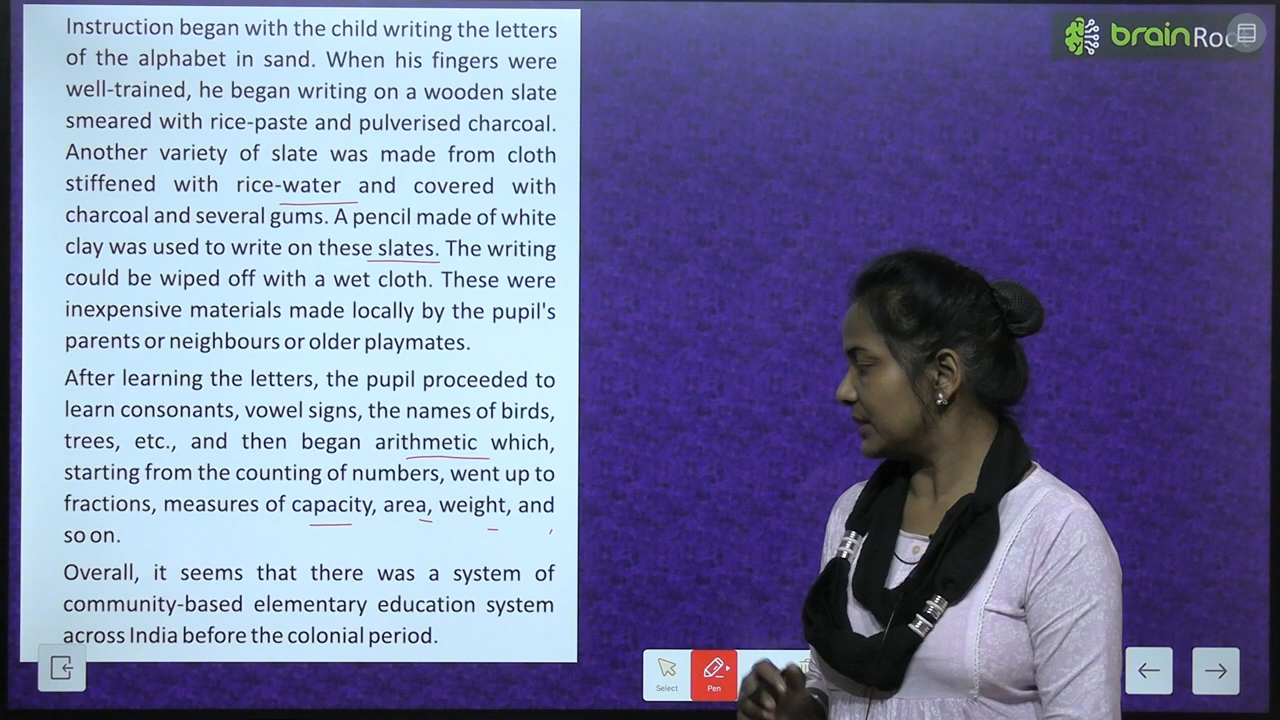 Instruction began with the child writing the letters
of the alphabet in sand. When his fingers were
well-trained, he began writing on a wooden slate
smeared with rice-paste and pulverised charcoal.
Another variety of slate was made from cloth
stiffened with rice-water and covered with
charcoal and several gums. A pencil made of white
clay was used to write on these slates. The writing
could be wiped off with a wet cloth. These were
inexpensive materials made locally by the pupil's
parents or neighbours or older playmates.
After learning the letters, the pupil proceeded to
learn consonants, vowel signs, the names of birds,
trees, etc., and then began arithmetic which,
starting from the counting of numbers, went up to
fractions, measures of capacity, area, weight, and
so on.
Overall, it seems that there was a system of
community-based elementary education system
across India before the colonial period.
brain
Select
Pen